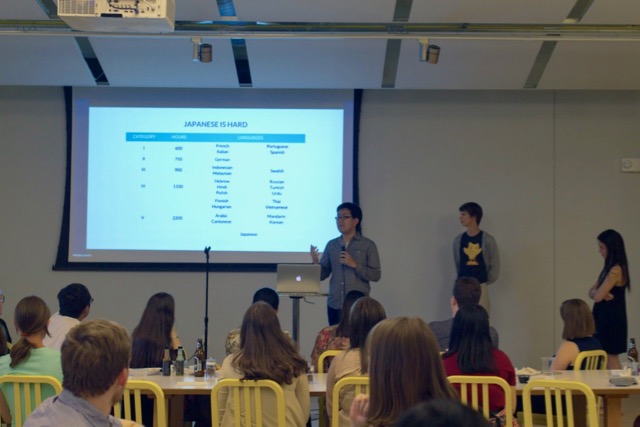 JAPANESE IS HARD
CATEGORY HOURS LANGUAGES
I 600 French Portuguese
Italian Spanish
II 750 German
III 900 Indonesian Swahili
Malaysian
IV 1100 Hebrew Russian
Hindi Turkish
Polish Urdu
Finnish Thai
Hungarian Vietnamese
V 2200 Arabic Mandarin
Cantonese Korean
Japanese